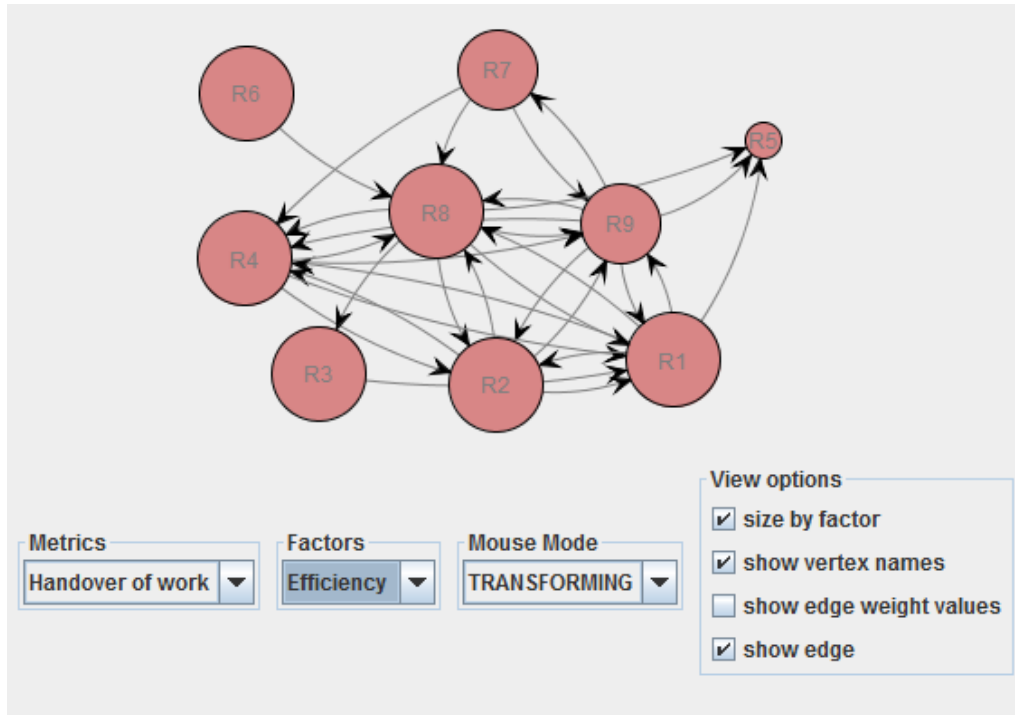 R7
R6
R5
R8
R9
R4
R1
R3
R2
View options
size by factor
Metrics
Factors
Mouse Mode
show vertex names
Handover of work
Efficiency
TRANSFORMING
show edge weight values
show edge